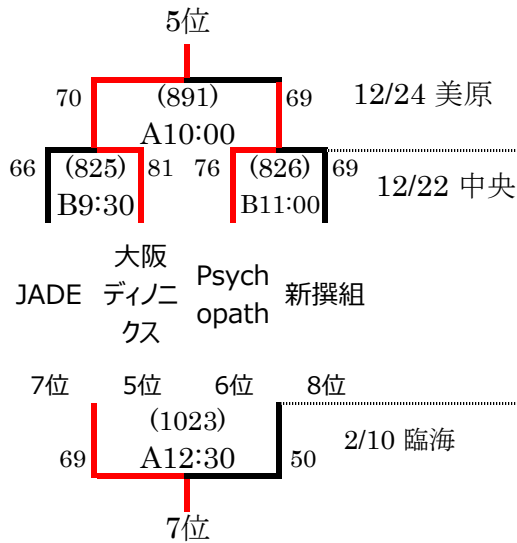 5位
70 (891) 69 12/24 美原
A10:00
66 (825) 81 76 (826) 69
B9:30 B11:00 12/22 中央
JADE
大阪
ディノニ
クス
Psych
opath
新撰組
7位 5位 6位 8位
(1023)
2/10 臨海
69 A12:30 50
7位